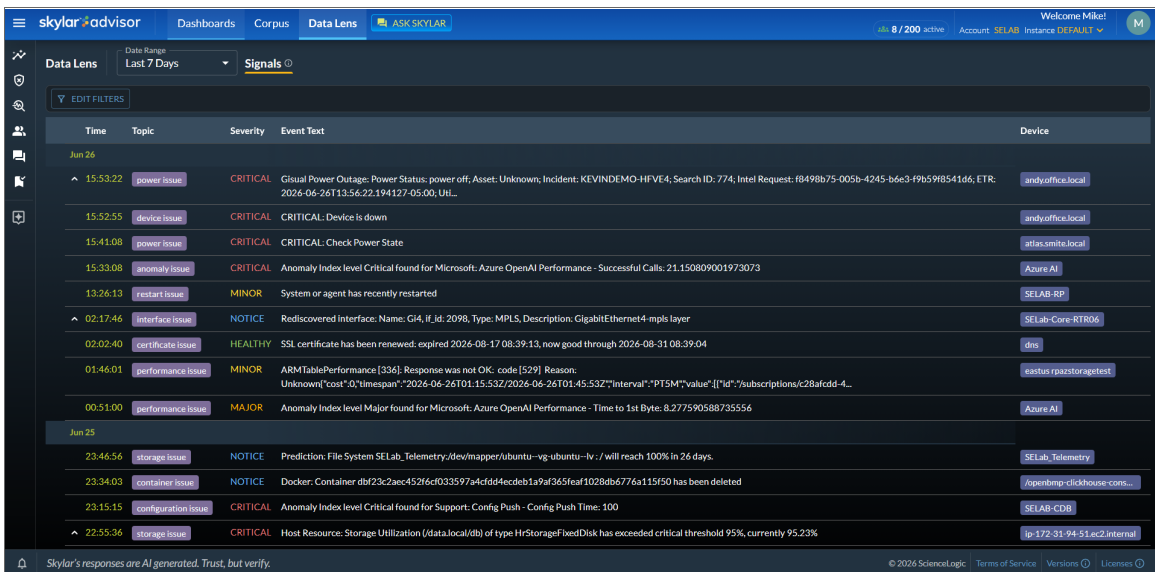 skylar advisor Dashboards Corpus Data Lens ASK SKYLAR 8 / 200 active Account SELAB Instance DEFAULT Welcome Mike! M
Data Lens Date Range Last 7 Days Signals
EDIT FILTERS
Time Topic Severity Event Text Device
Jun 26
15:53:22 power issue CRITICAL Gisual Power Outage: Power Status: power off; Asset: Unknown; Incident: KEVINDEMO-HFVE4; Search ID: 774; Intel Request: f8498b75-005b-4245-b6e3-f9b59f8541d6; ETR: andy.office.local
2026-06-26T13:56:22.194127-05:00; Uti...
15:52:55 device issue CRITICAL CRITICAL: Device is down andy.office.local
15:41:08 power issue CRITICAL CRITICAL: Check Power State atlas.smite.local
15:33:08 anomaly issue CRITICAL Anomaly Index level Critical found for Microsoft: Azure OpenAI Performance - Successful Calls: 21.150809001973073 Azure AI
13:26:13 restart issue MINOR System or agent has recently restarted SELAB-RP
02:17:46 interface issue NOTICE Rediscovered interface: Name: Gi4, if_id: 2098, Type: MPLS, Description: GigabitEthernet4-mpls layer SELab-Core-RTR06
02:02:40 certificate issue HEALTHY SSL certificate has been renewed: expired 2026-08-17 08:39:13, now good through 2026-08-31 08:39:04 dns
01:46:01 performance issue MINOR ARMTablePerformance [336]: Response was not OK: code [529] Reason: eastus rpazstoragetest
Unknown{"cost":0,"timespan":"2026-06-26T01:15:53Z/2026-06-26T01:45:53Z","interval":"PT5M","value":[{"id":"/subscriptions/c28afcdd-4...
00:51:00 performance issue MAJOR Anomaly Index level Major found for Microsoft: Azure OpenAI Performance - Time to 1st Byte: 8.277590588735556 Azure AI
Jun 25
23:46:56 storage issue NOTICE Prediction: File System SELab_Telemetry:/dev/mapper/ubuntu--vg-ubuntu--lv : / will reach 100% in 26 days. SELab_Telemetry
23:34:03 container issue NOTICE Docker: Container dbf23c2aec452f6cf033597a4cfdd4ecdeb1a9af365feaf1028db6776a115f50 has been deleted /openbmp-clickhouse-cons...
23:15:15 configuration issue CRITICAL Anomaly Index level Critical found for Support: Config Push - Config Push Time: 100 SELAB-CDB
22:55:36 storage issue CRITICAL Host Resource: Storage Utilization (/data.local/db) of type HrStorageFixedDisk has exceeded critical threshold 95%, currently 95.23% ip-172-31-94-51.ec2.internal
Skylar's responses are AI generated. Trust, but verify. © 2026 ScienceLogic Terms of Service Versions Licenses